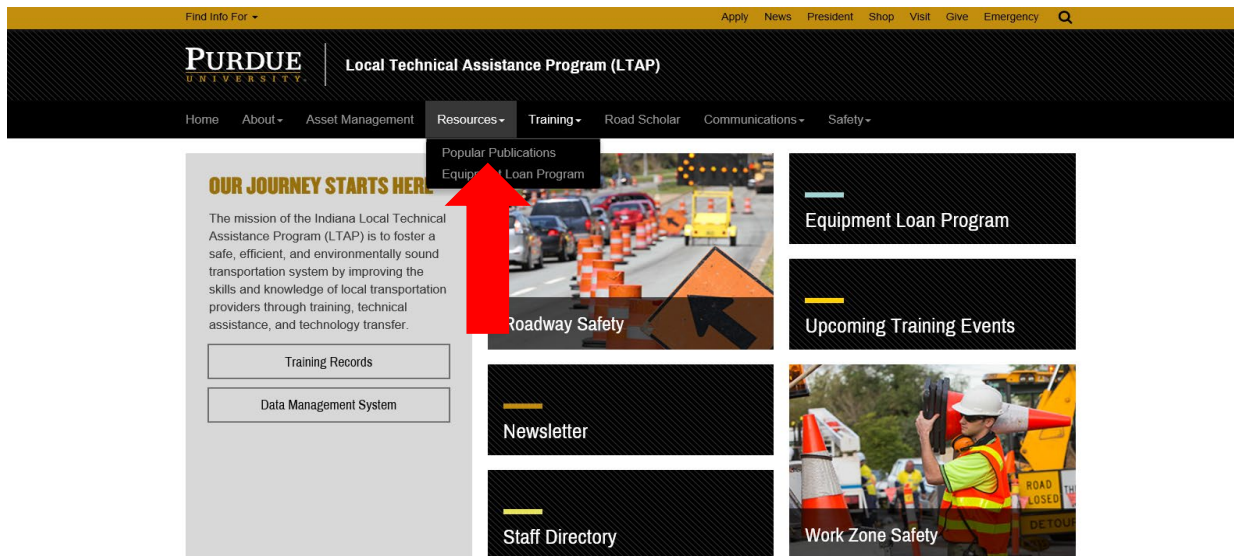 Find Info For
Apply News President Shop Visit Give Emergency
PURDUE
UNIVERSITY.
Local Technical Assistance Program (LTAP)
Home About Asset Management Resources Training Road Scholar Communications Safety
Popular Publications
Equipment Loan Program
OUR JOURNEY STARTS HERE
The mission of the Indiana Local Technical
Assistance Program (LTAP) is to foster a
safe, efficient, and environmentally sound
transportation system by improving the
skills and knowledge of local transportation
providers through training, technical
assistance, and technology transfer.
Training Records
Data Management System
Roadway Safety
Newsletter
Staff Directory
Equipment Loan Program
Upcoming Training Events
ROAD
LOSED
DETOUR
Work Zone Safety